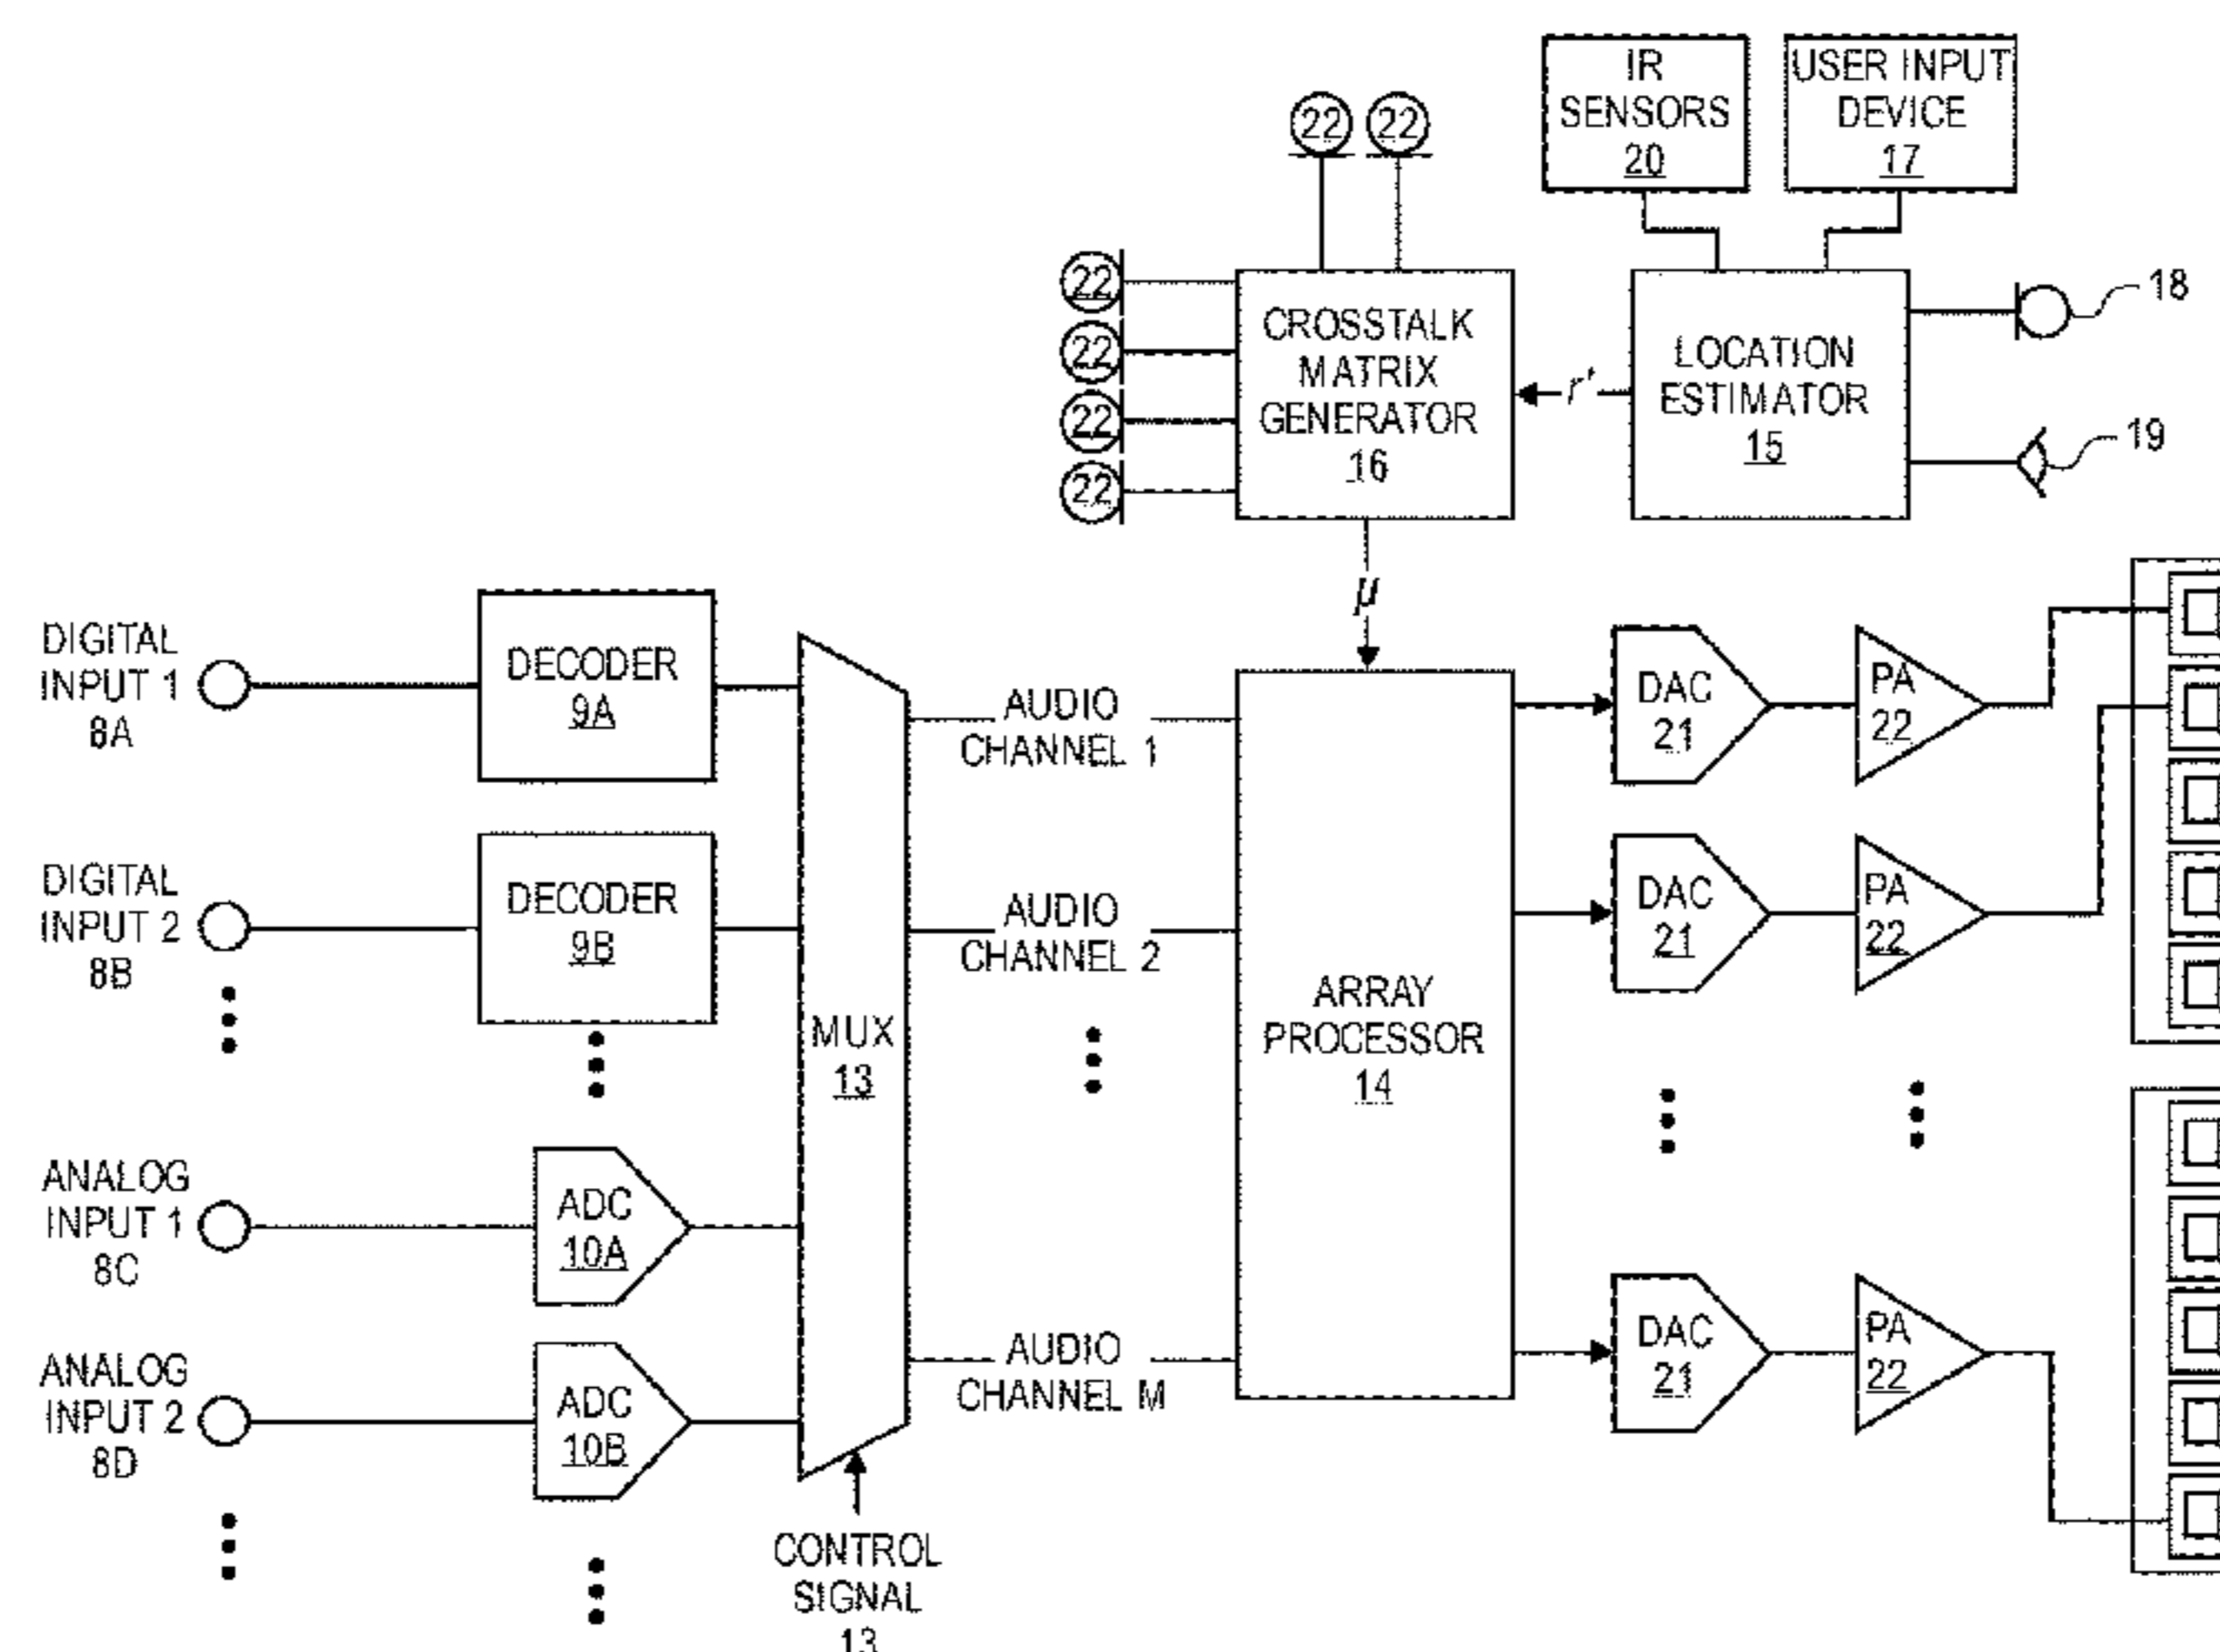 IR
SENSORS
20
USER INPUT
DEVICE
17
22
22
22
22
22
22
CROSSTALK
MATRIX
GENERATOR
16
r'
LOCATION
ESTIMATOR
15
18
19
μ
DIGITAL
INPUT 1
8A
DECODER
9A
DIGITAL
INPUT 2
8B
DECODER
9B
ANALOG
INPUT 1
8C
ADC
10A
ANALOG
INPUT 2
8D
ADC
10B
MUX
13
CONTROL
SIGNAL
13
AUDIO
CHANNEL 1
AUDIO
CHANNEL 2
AUDIO
CHANNEL M
ARRAY
PROCESSOR
14
DAC
21
PA
22
DAC
21
PA
22
DAC
21
PA
22